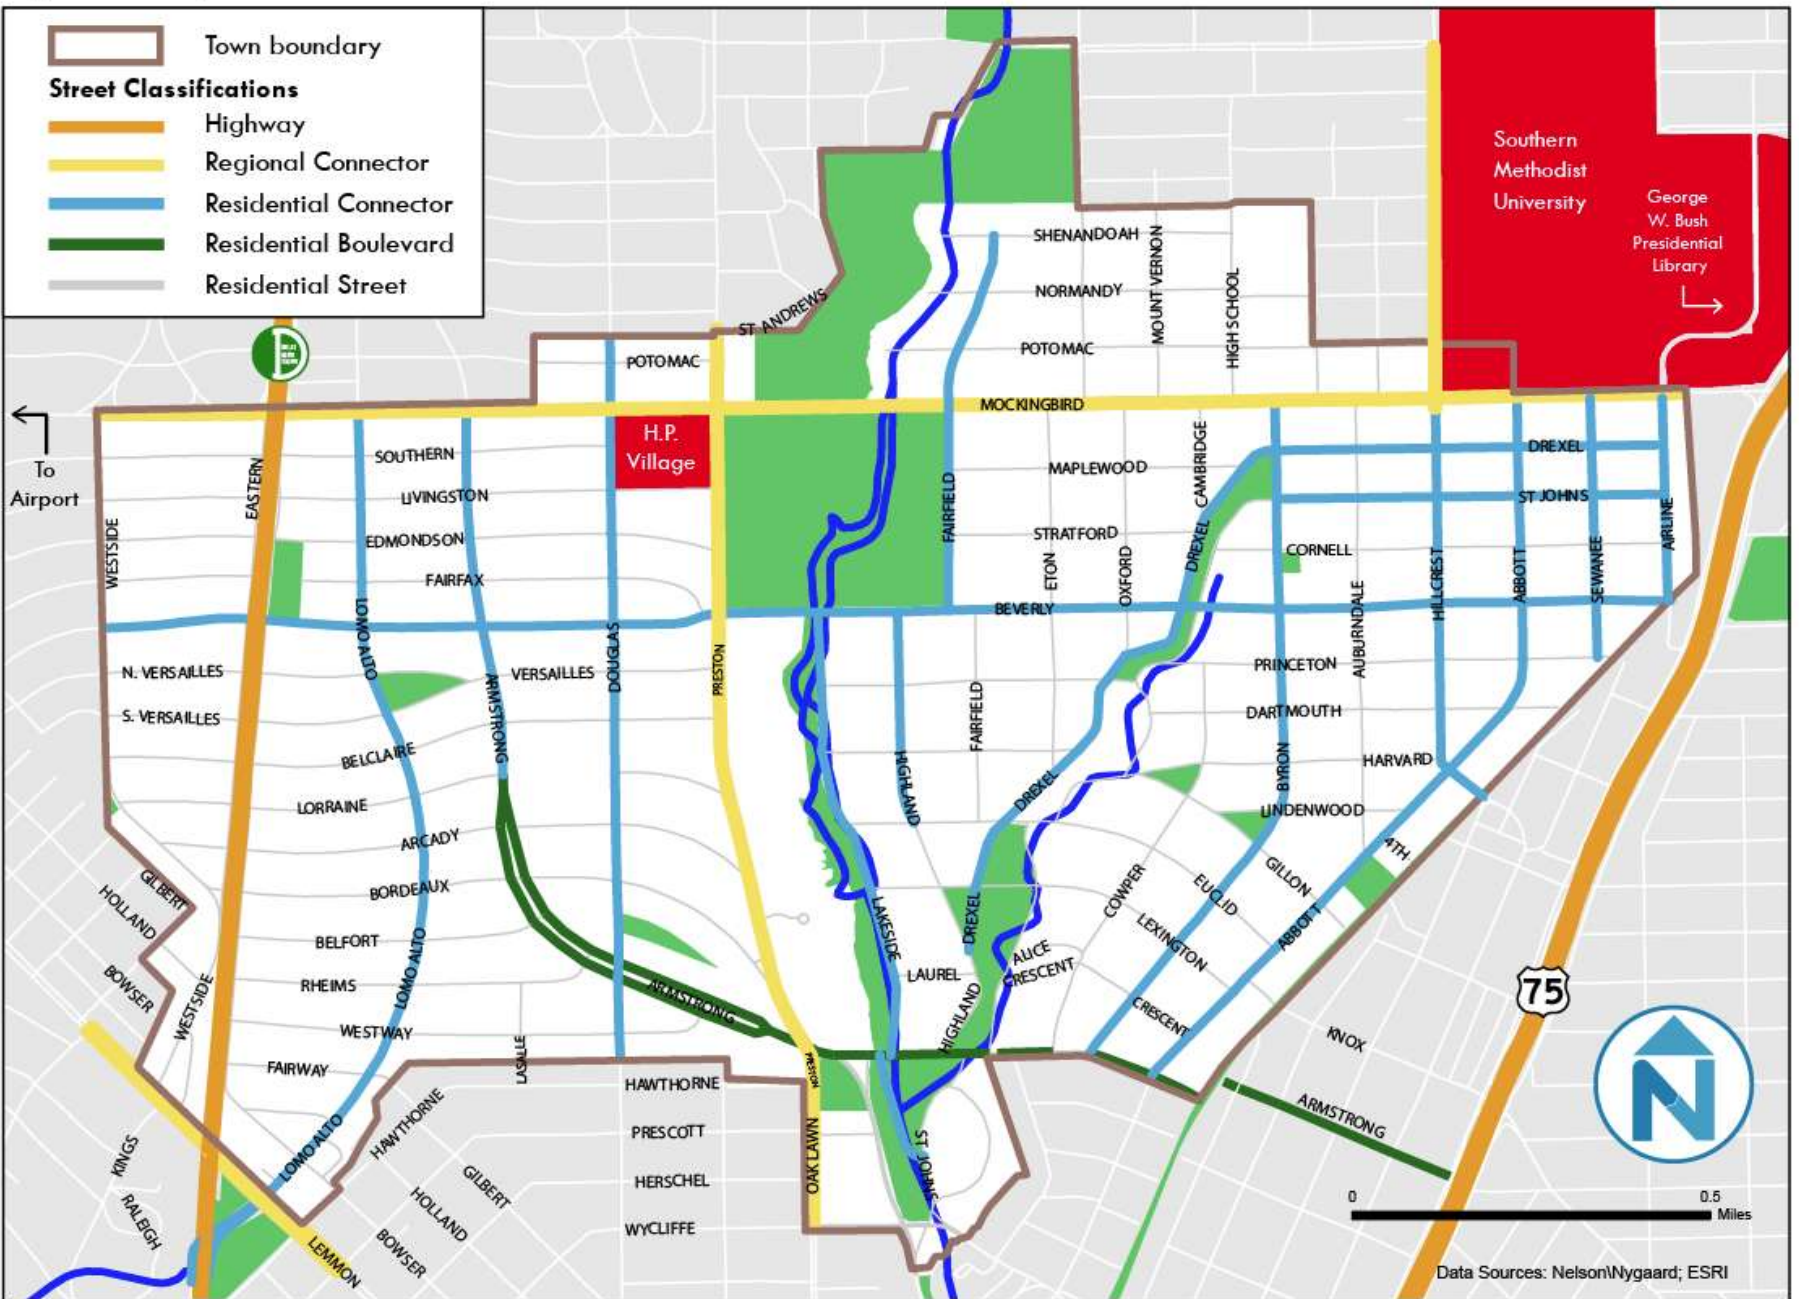 Town boundary
Street Classifications
Highway
Regional Connector
Residential Connector
Residential Boulevard
Residential Street
Southern
Methodist
University
George
W. Bush
Presidential
Library
SHENANDOAH
MOUNT VERNON
NORMANDY
HIGH SCHOOL
ST ANDREWS
POTOMAC
POTOMAC
MOCKINGBIRD
To
Airport
H.P.
Village
SOUTHERN
LIVINGSTON
EASTERN
EDMONDSON
FAIRFAX
WESTSIDE
MAPLEWOOD
CAMBRIDGE
DREXEL
ST JOHNS
FAIRFIELD
STRATFORD
DREXEL
CORNELL
ETON
OXFORD
AUBURNDALE
HILLCREST
ABBOTT
SEWANEE
AIRLINE
BEVERLY
LOMO ALTO
DOUGLAS
PRESTON
N. VERSAILLES
VERSAILLES
PRINCETON
S. VERSAILLES
ARMSTRONG
FAIRFIELD
DARTMOUTH
BELCLAIRE
HIGHLAND
DREXEL
BYRON
HARVARD
LORRAINE
LINDENWOOD
ARCADY
4TH
GILBERT
BORDEAUX
COWPER
EUCLID
GILLON
HOLLAND
BELFORT
LOMO ALTO
LAKESIDE
DREXEL
LEXINGTON
ABBOTT
ALICE
BOWSER
RHEIMS
LAUREL
CRESCENT
75
WESTSIDE
ARMSTRONG
HIGHLAND
CRESCENT
WESTWAY
LASALLE
KNOX
FAIRWAY
PRESTON
HAWTHORNE
HAWTHORNE
ARMSTRONG
KINGS
LOMO ALTO
PRESCOTT
OAK LAWN
ST JOHNS
GILBERT
HERSCHEL
RALEIGH
HOLLAND
WYCLIFFE
BOWSER
LEMMON
N
0
0.5
Miles
Data Sources: Nelson\Nygaard; ESRI